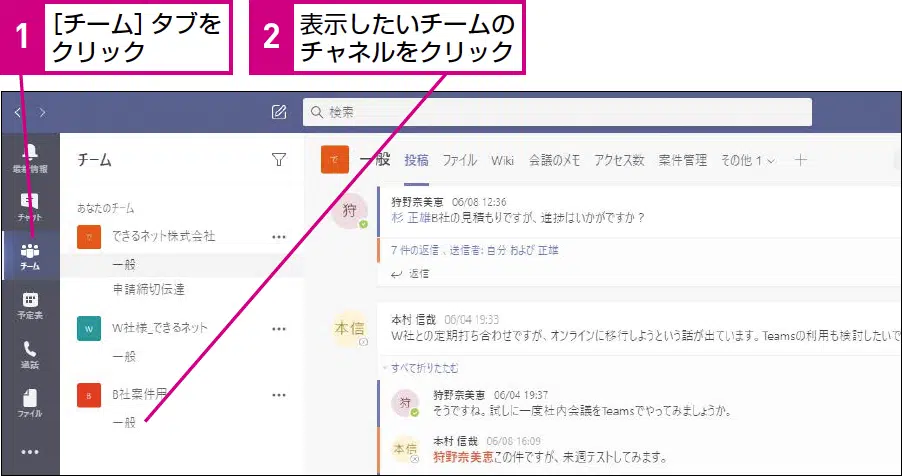 1
[チーム] タブを
クリック
2
表示したいチームの
チャネルをクリック
検索
最新情報
チャット
チーム
予定表
通話
ファイル
チーム
あなたのチーム
で
できるネット株式会社
一般
申請締切伝達
W
W社様_できるネット
一般
B
B社案件用
一般
で
一般
投稿 ファイル Wiki 会議のメモ アクセス数 案件管理 その他 1
狩
狩野奈美恵 06/08 12:36
杉 正雄B社の見積もりですが、進捗はいかがですか？
7 件の返信、送信者: 自分 および 正雄
返信
本信
本村 信哉 06/04 19:33
W社との定期打ち合わせですが、オンラインに移行しようという話が出ています。Teamsの利用も検討したいで
すべて折りたたむ
狩
狩野奈美恵 06/04 19:37
そうですね。試しに一度社内会議をTeamsでやってみましょうか。
本信
本村 信哉 06/08 16:09
狩野奈美恵この件ですが、来週テストしてみます。